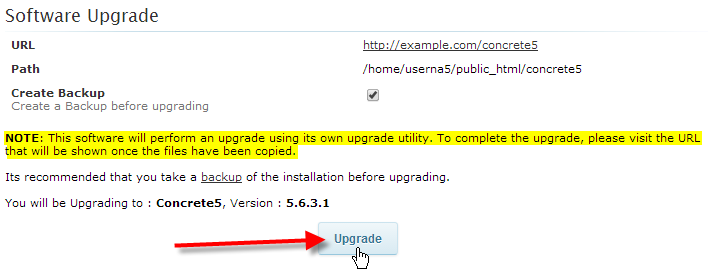 Software Upgrade
URL http://example.com/concrete5
Path /home/userna5/public_html/concrete5
Create Backup
Create a Backup before upgrading
NOTE: This software will perform an upgrade using its own upgrade utility. To complete the upgrade, please visit the URL
that will be shown once the files have been copied.
Its recommended that you take a backup of the installation before upgrading.
You will be Upgrading to : Concrete5, Version : 5.6.3.1
Upgrade